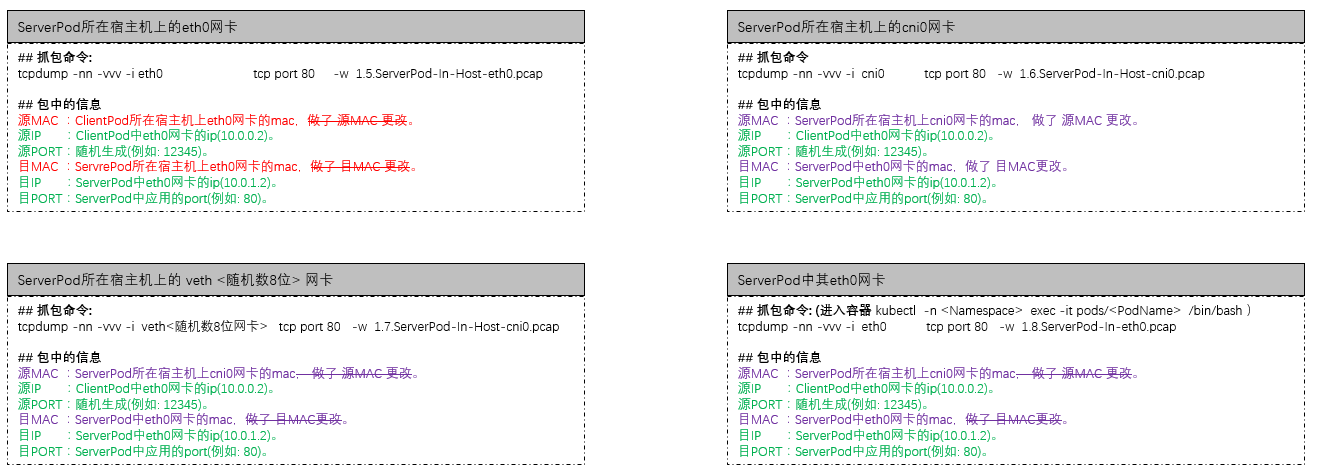 ServerPod所在宿主机上的eth0网卡
## 抓包命令:
tcpdump -nn -vvv -i eth0 tcp port 80 -w 1.5.ServerPod-In-Host-eth0.pcap
## 包中的信息
源MAC ：ClientPod所在宿主机上eth0网卡的mac， 做了 源MAC 更改。
源IP ：ClientPod中eth0网卡的ip(10.0.0.2)。
源PORT：随机生成(例如: 12345)。
目MAC ：ServrePod所在宿主机上eth0网卡的mac，做了 目MAC 更改。
目IP ：ServerPod中eth0网卡的ip(10.0.1.2)。
目PORT：ServerPod中应用的port(例如: 80)。
ServerPod所在宿主机上的cni0网卡
## 抓包命令
tcpdump -nn -vvv -i cni0 tcp port 80 -w 1.6.ServerPod-In-Host-cni0.pcap
## 包中的信息
源MAC ：ServerPod所在宿主机上cni0网卡的mac， 做了 源MAC 更改。
源IP ：ClientPod中eth0网卡的ip(10.0.0.2)。
源PORT：随机生成(例如: 12345)。
目MAC ：ServerPod中eth0网卡的mac，做了 目MAC更改。
目IP ：ServerPod中eth0网卡的ip(10.0.1.2)。
目PORT：ServerPod中应用的port(例如: 80)。
ServerPod所在宿主机上的 veth <随机数8位> 网卡
## 抓包命令:
tcpdump -nn -vvv -i veth<随机数8位网卡> tcp port 80 -w 1.7.ServerPod-In-Host-cni0.pcap
## 包中的信息
源MAC ：ServerPod所在宿主机上cni0网卡的mac， 做了 源MAC 更改。
源IP ：ClientPod中eth0网卡的ip(10.0.0.2)。
源PORT：随机生成(例如: 12345)。
目MAC ：ServerPod中eth0网卡的mac，做了 目MAC更改。
目IP ：ServerPod中eth0网卡的ip(10.0.1.2)。
目PORT：ServerPod中应用的port(例如: 80)。
ServerPod中其eth0网卡
## 抓包命令: (进入容器 kubectl -n <Namespace> exec -it pods/<PodName> /bin/bash )
tcpdump -nn -vvv -i eth0 tcp port 80 -w 1.8.ServerPod-In-eth0.pcap
## 包中的信息
源MAC ：ServerPod所在宿主机上cni0网卡的mac， 做了 源MAC 更改。
源IP ：ClientPod中eth0网卡的ip(10.0.0.2)。
源PORT：随机生成(例如: 12345)。
目MAC ：ServerPod中eth0网卡的mac，做了 目MAC更改。
目IP ：ServerPod中eth0网卡的ip(10.0.1.2)。
目PORT：ServerPod中应用的port(例如: 80)。